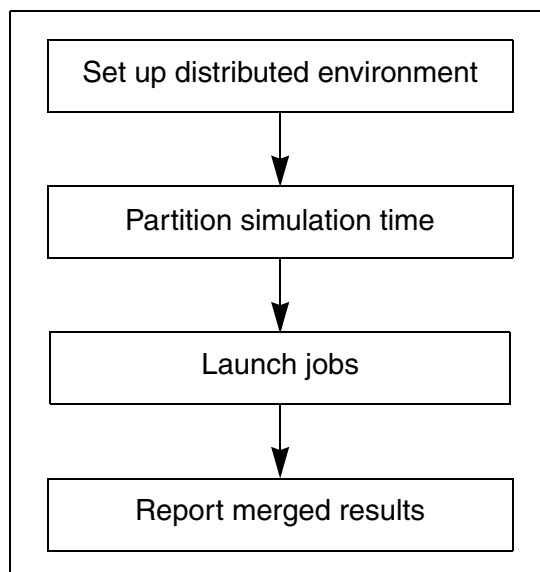 Set up distributed environment
Partition simulation time
Launch jobs
Report merged results